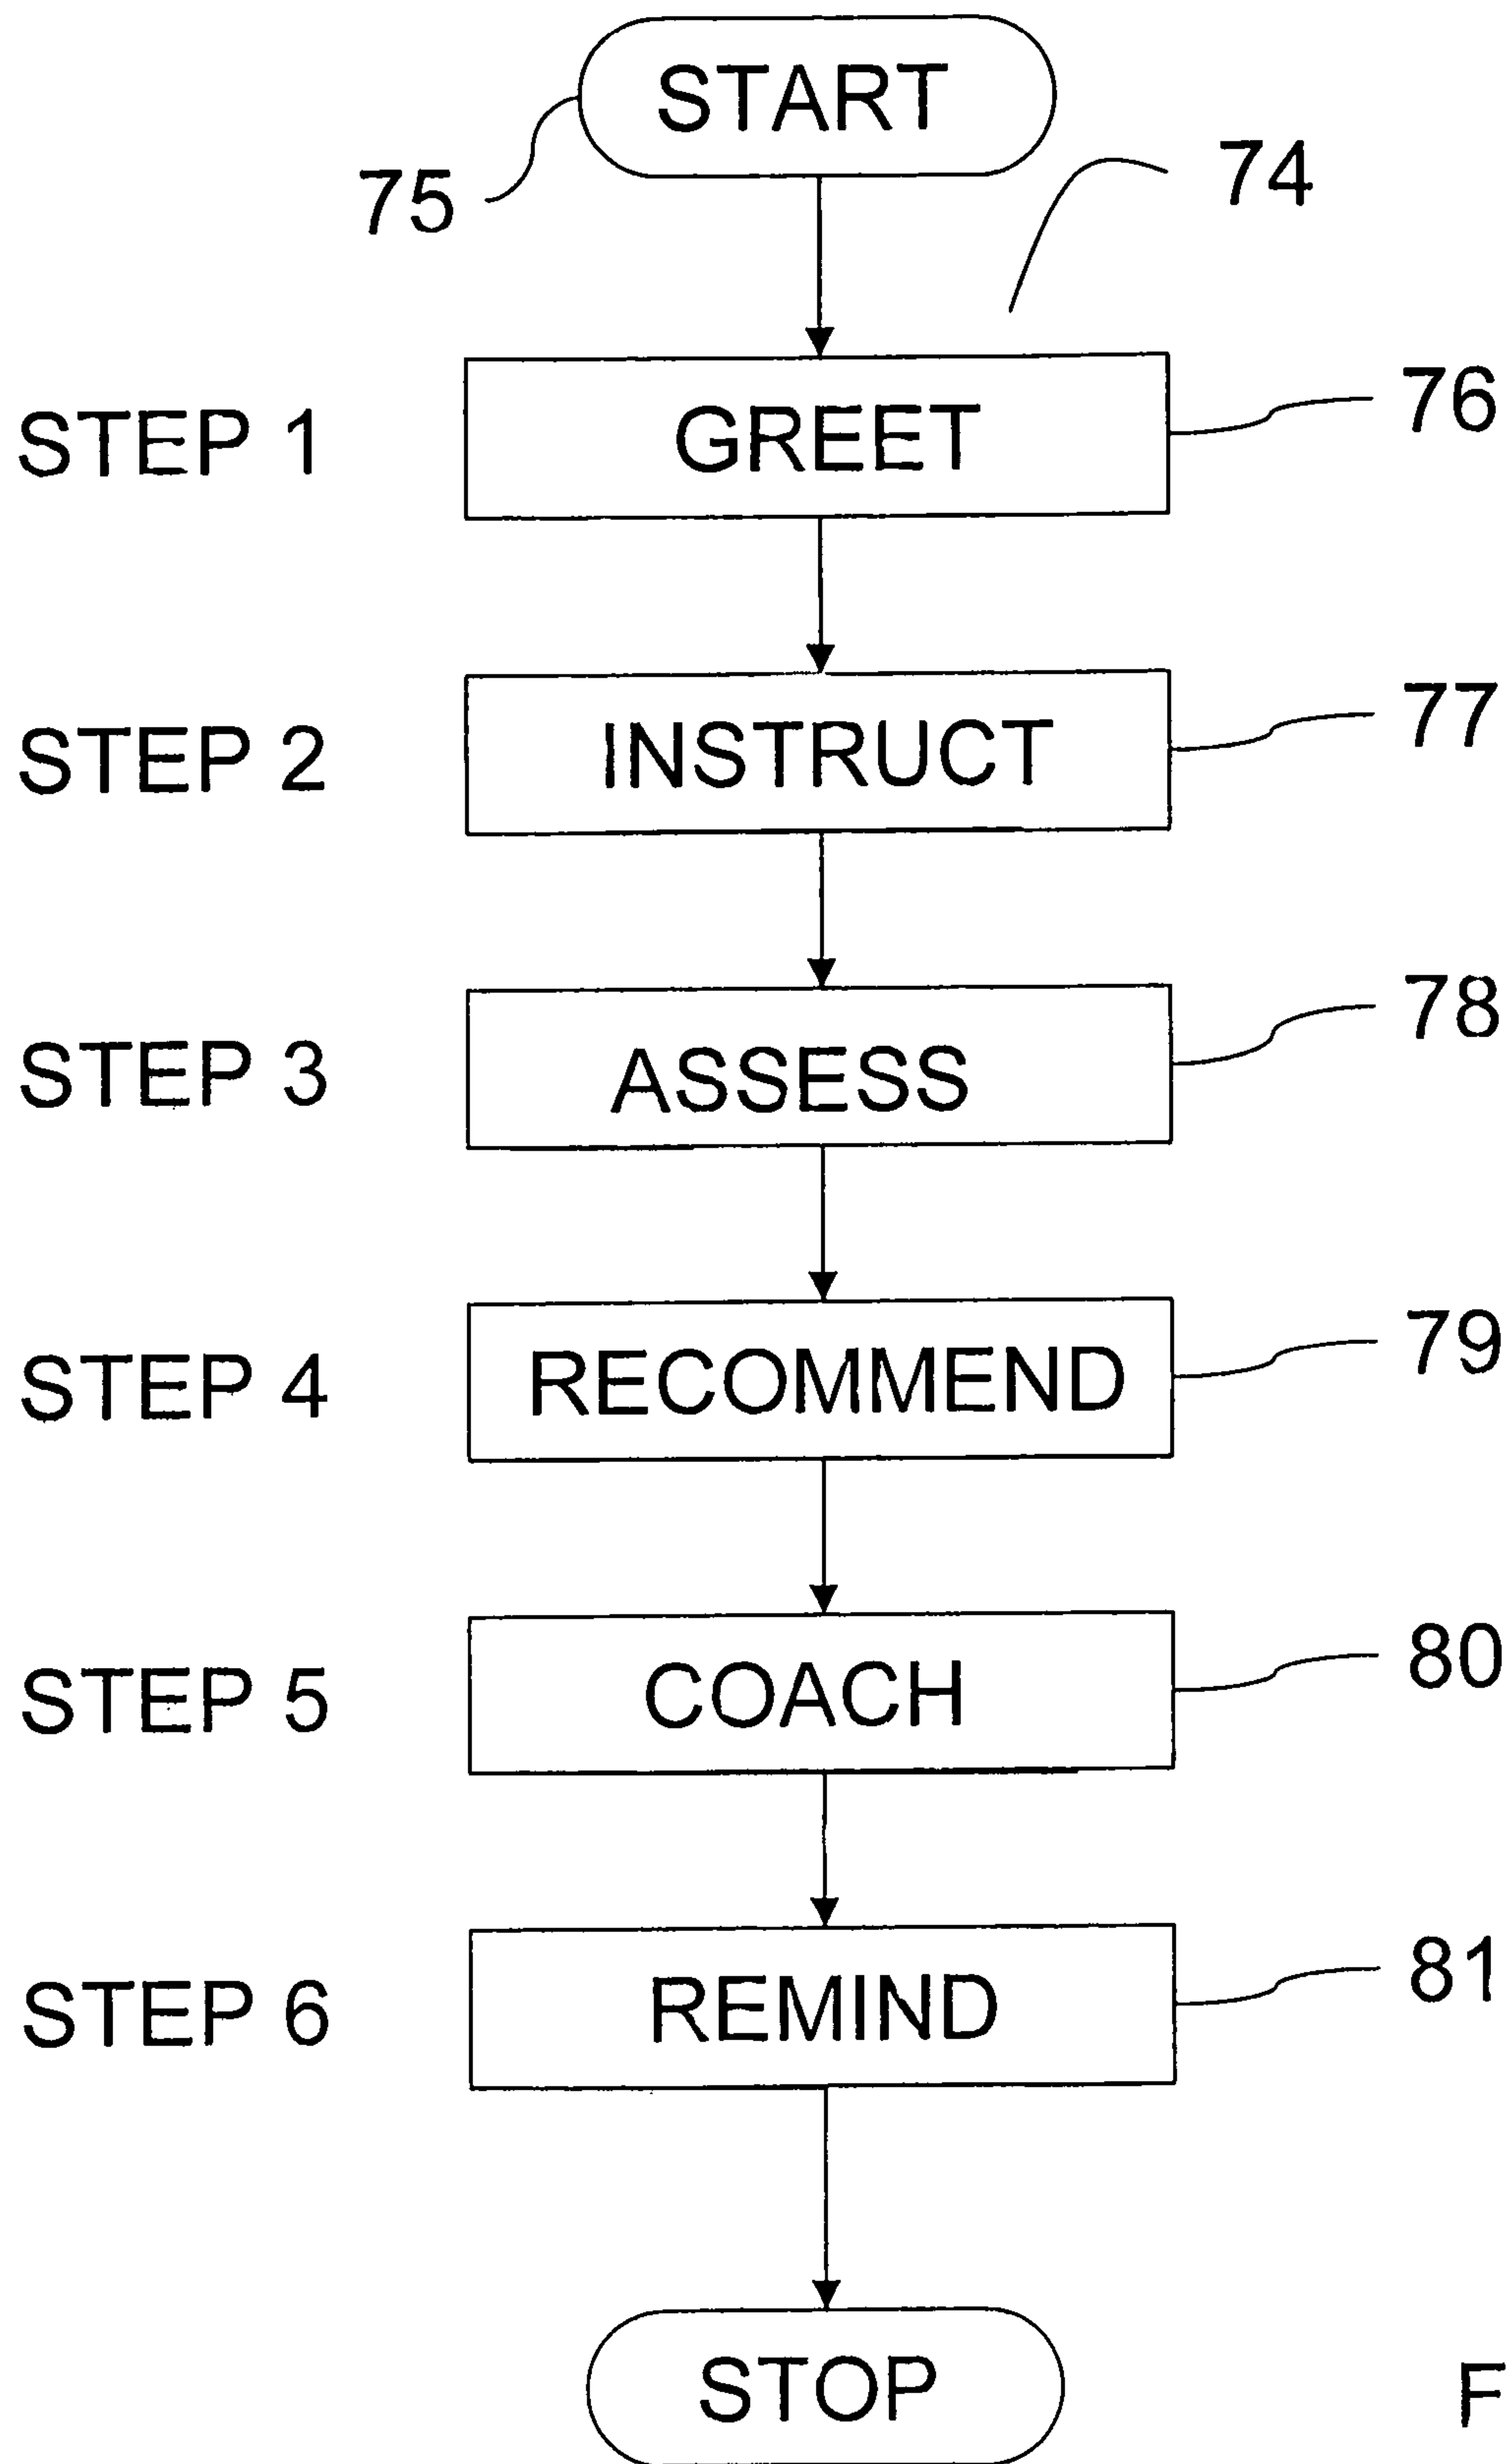 START
75
74
STEP 1 GREET 76
STEP 2 INSTRUCT 77
STEP 3 ASSESS 78
STEP 4 RECOMMEND 79
STEP 5 COACH 80
STEP 6 REMIND 81
STOP
F